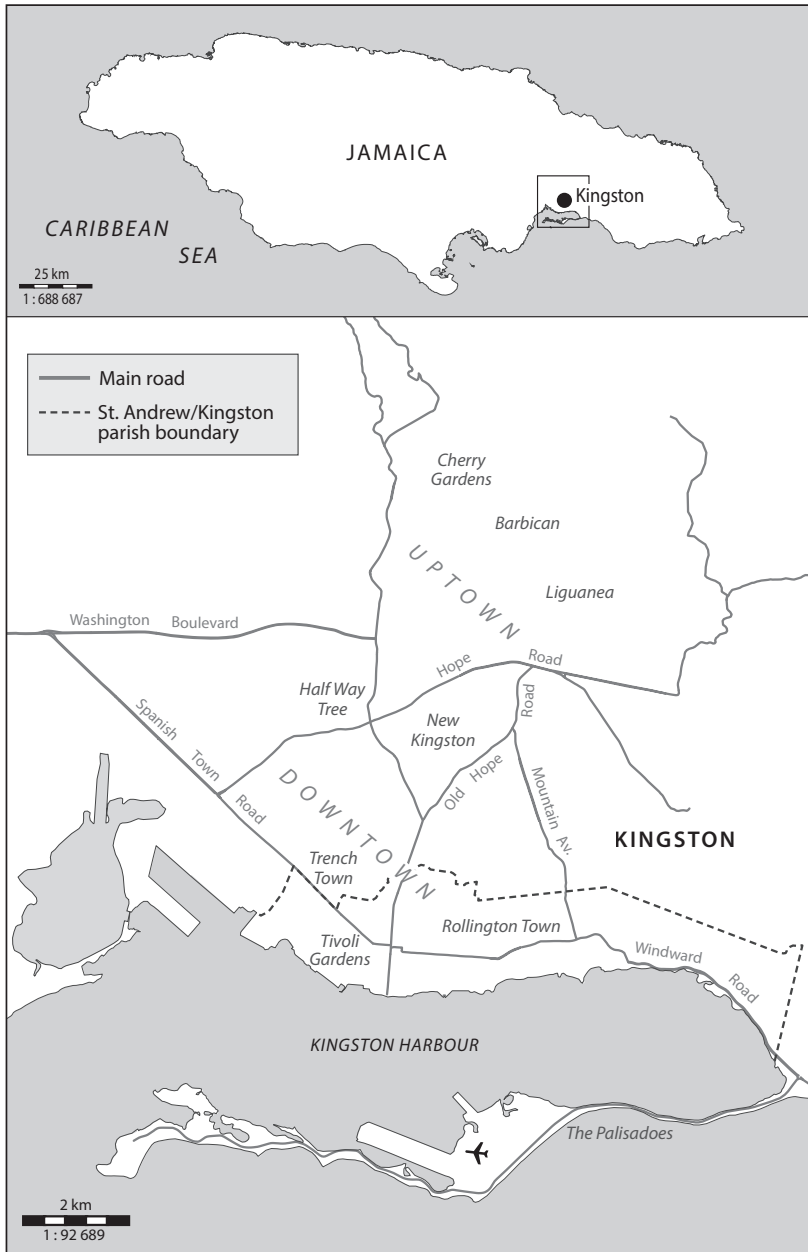 JAMAICA
Kingston
CARIBBEAN
SEA
25 km
1 : 688 687
Main road
St. Andrew/Kingston
parish boundary
Cherry
Gardens
Barbican
UPTOWN
Liguanea
Washington Boulevard
Hope Road
Half Way
Tree
New
Kingston
Road
Spanish Town Road
Old Hope
Mountain Av.
DOWNTOWN
KINGSTON
Trench
Town
Rollington Town
Tivoli
Gardens
Windward Road
KINGSTON HARBOUR
The Palisadoes
2 km
1 : 92 689